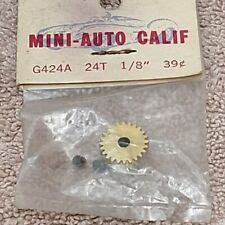 MINI-AUTO CALIF
G424A 24T 1/8" 39¢